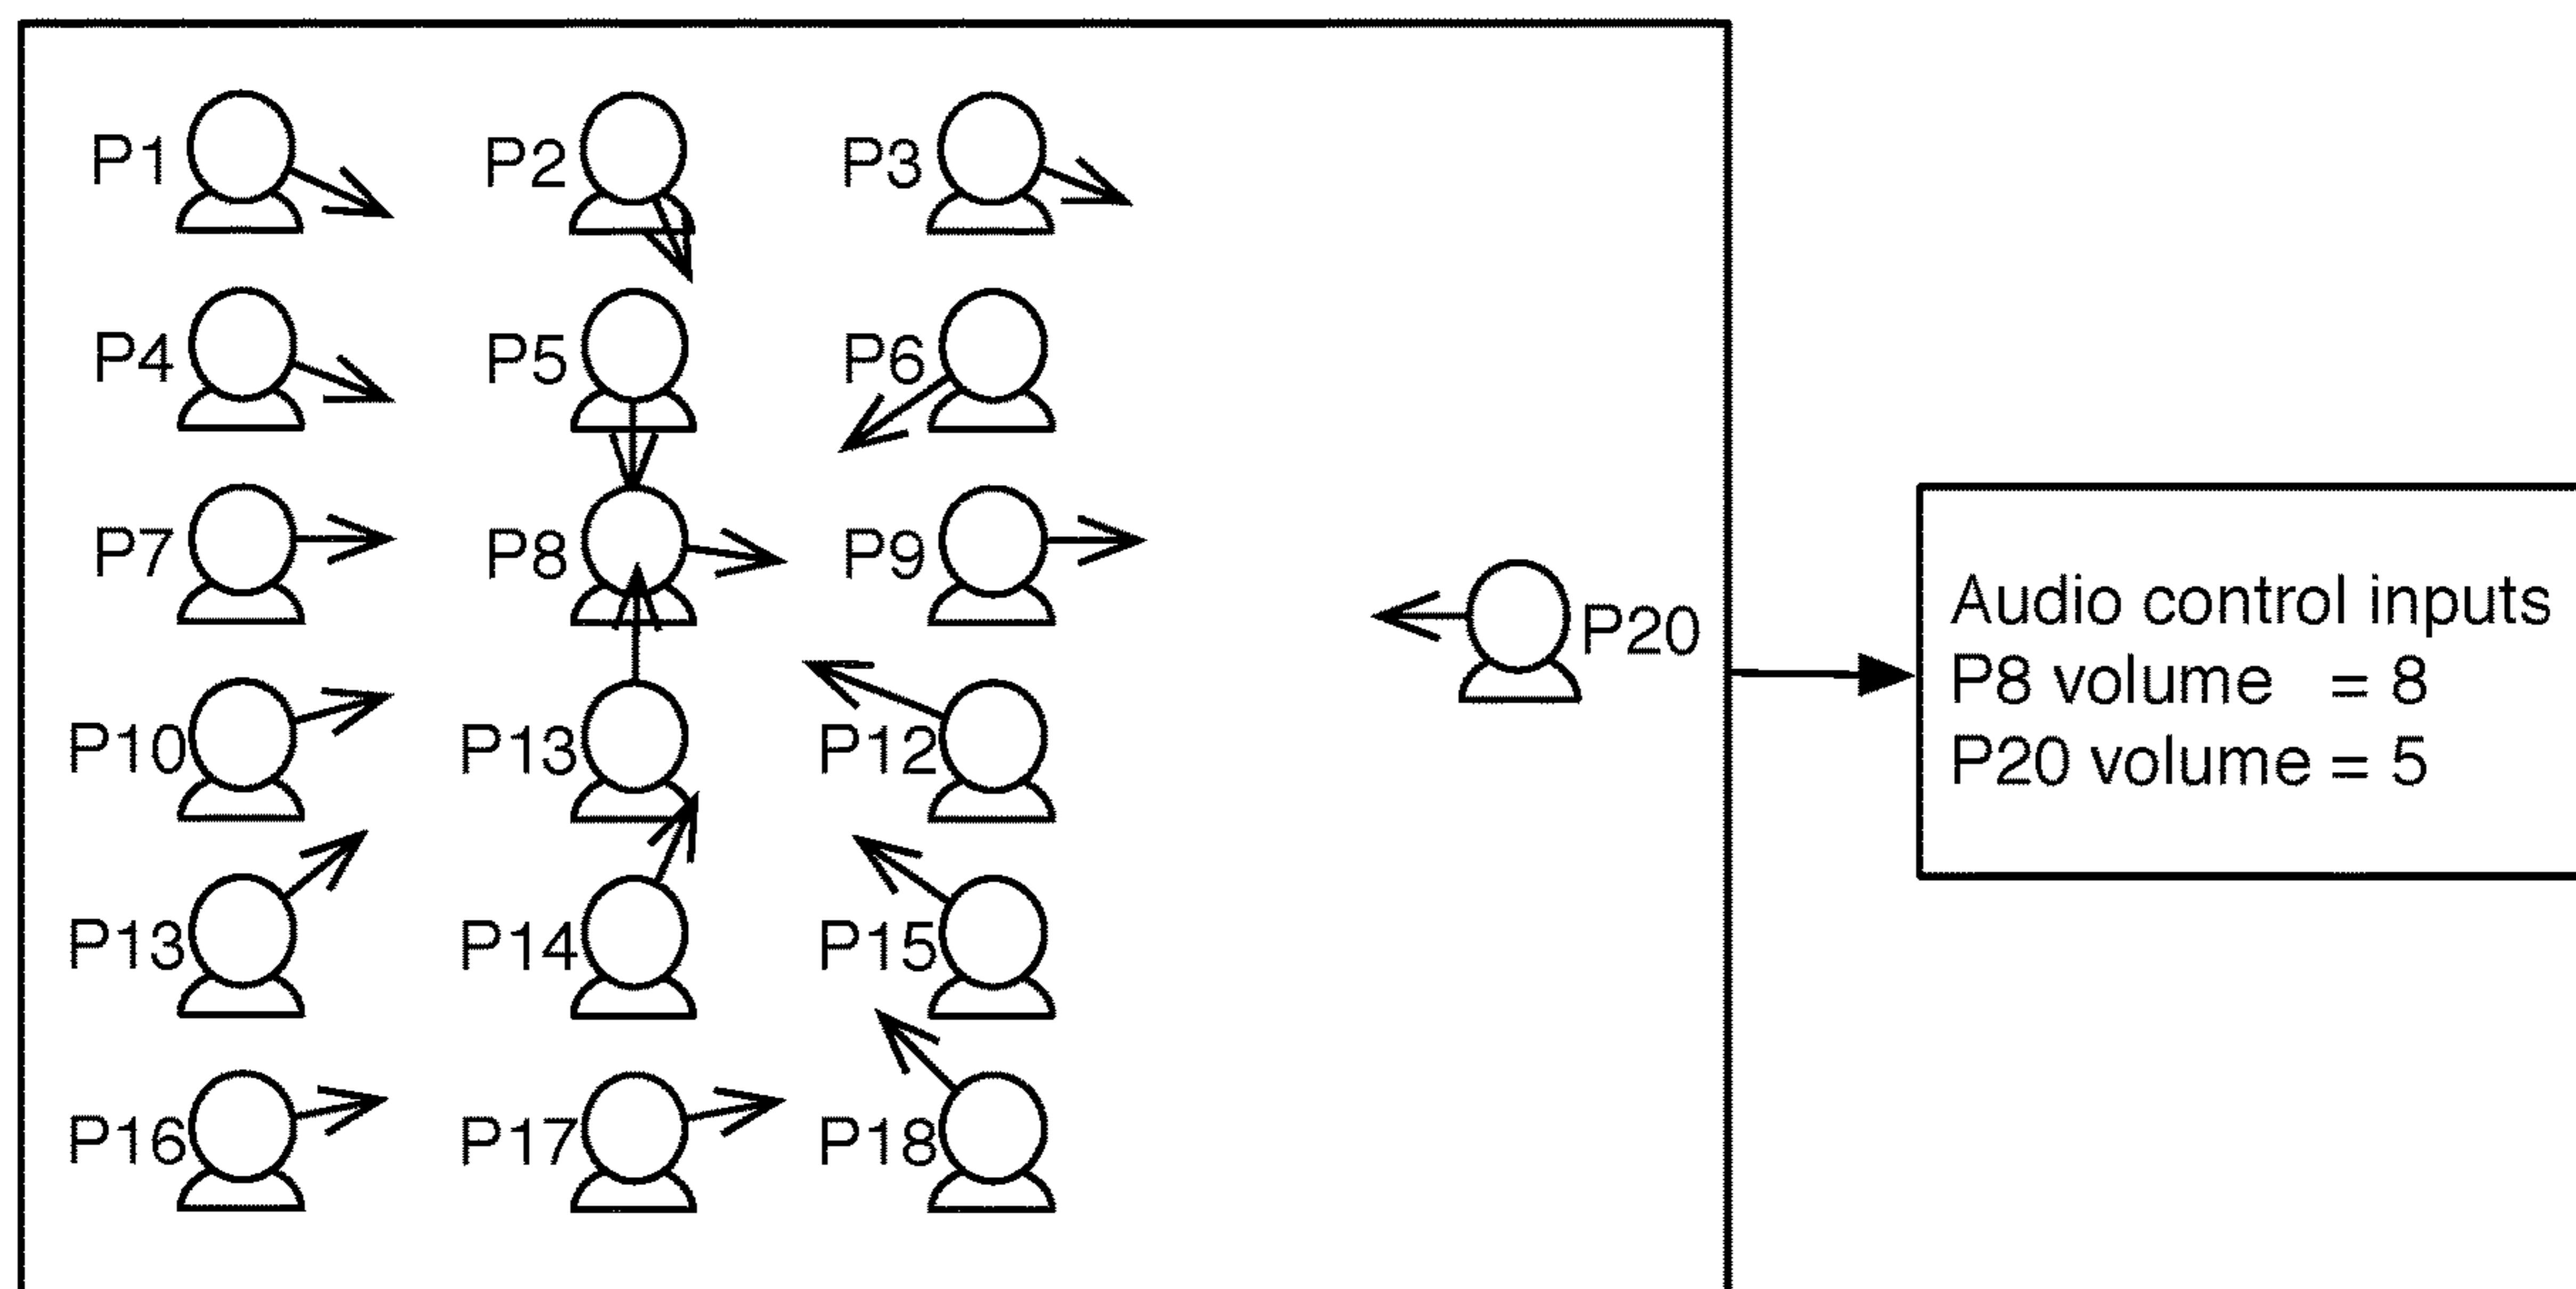 P1 P2 P3
P4 P5 P6
P7 P8 P9
P20
P10 P13 P12
P13 P14 P15
P16 P17 P18
Audio control inputs
P8 volume = 8
P20 volume = 5